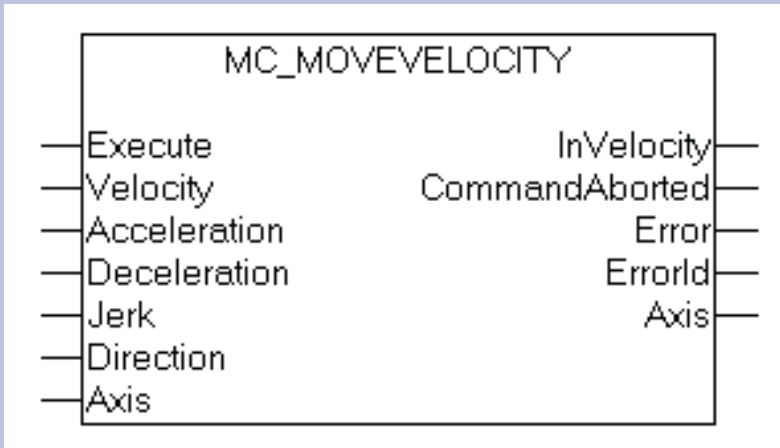 MC_MOVEVELOCITY
Execute InVelocity
Velocity CommandAborted
Acceleration Error
Deceleration ErrorId
Jerk Axis
Direction
Axis